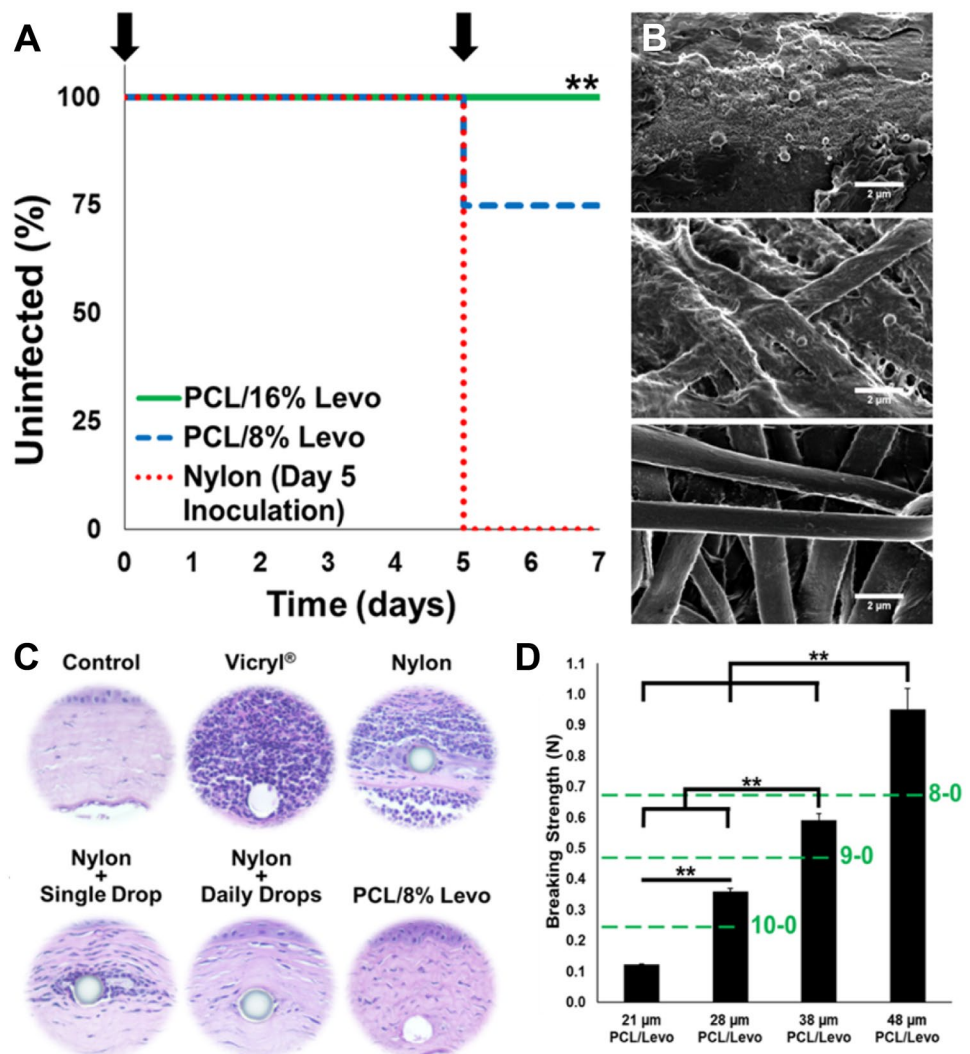 A
**
100
75
50
25
0
Uninfected (%)
PCL/16% Levo
PCL/8% Levo
Nylon (Day 5
Inoculation)
0 1 2 3 4 5 6 7
Time (days)
B
2 µm
2 µm
2 µm
C
Control
Vicryl®
Nylon
Nylon
+
Single Drop
Nylon
+
Daily Drops
PCL/8% Levo
D
Breaking Strength (N)
1.1
1.0
0.9
0.8
0.7
0.6
0.5
0.4
0.3
0.2
0.1
0.0
**
**
**
8-0
9-0
10-0
21 µm
PCL/Levo
28 µm
PCL/Levo
38 µm
PCL/Levo
48 µm
PCL/Levo